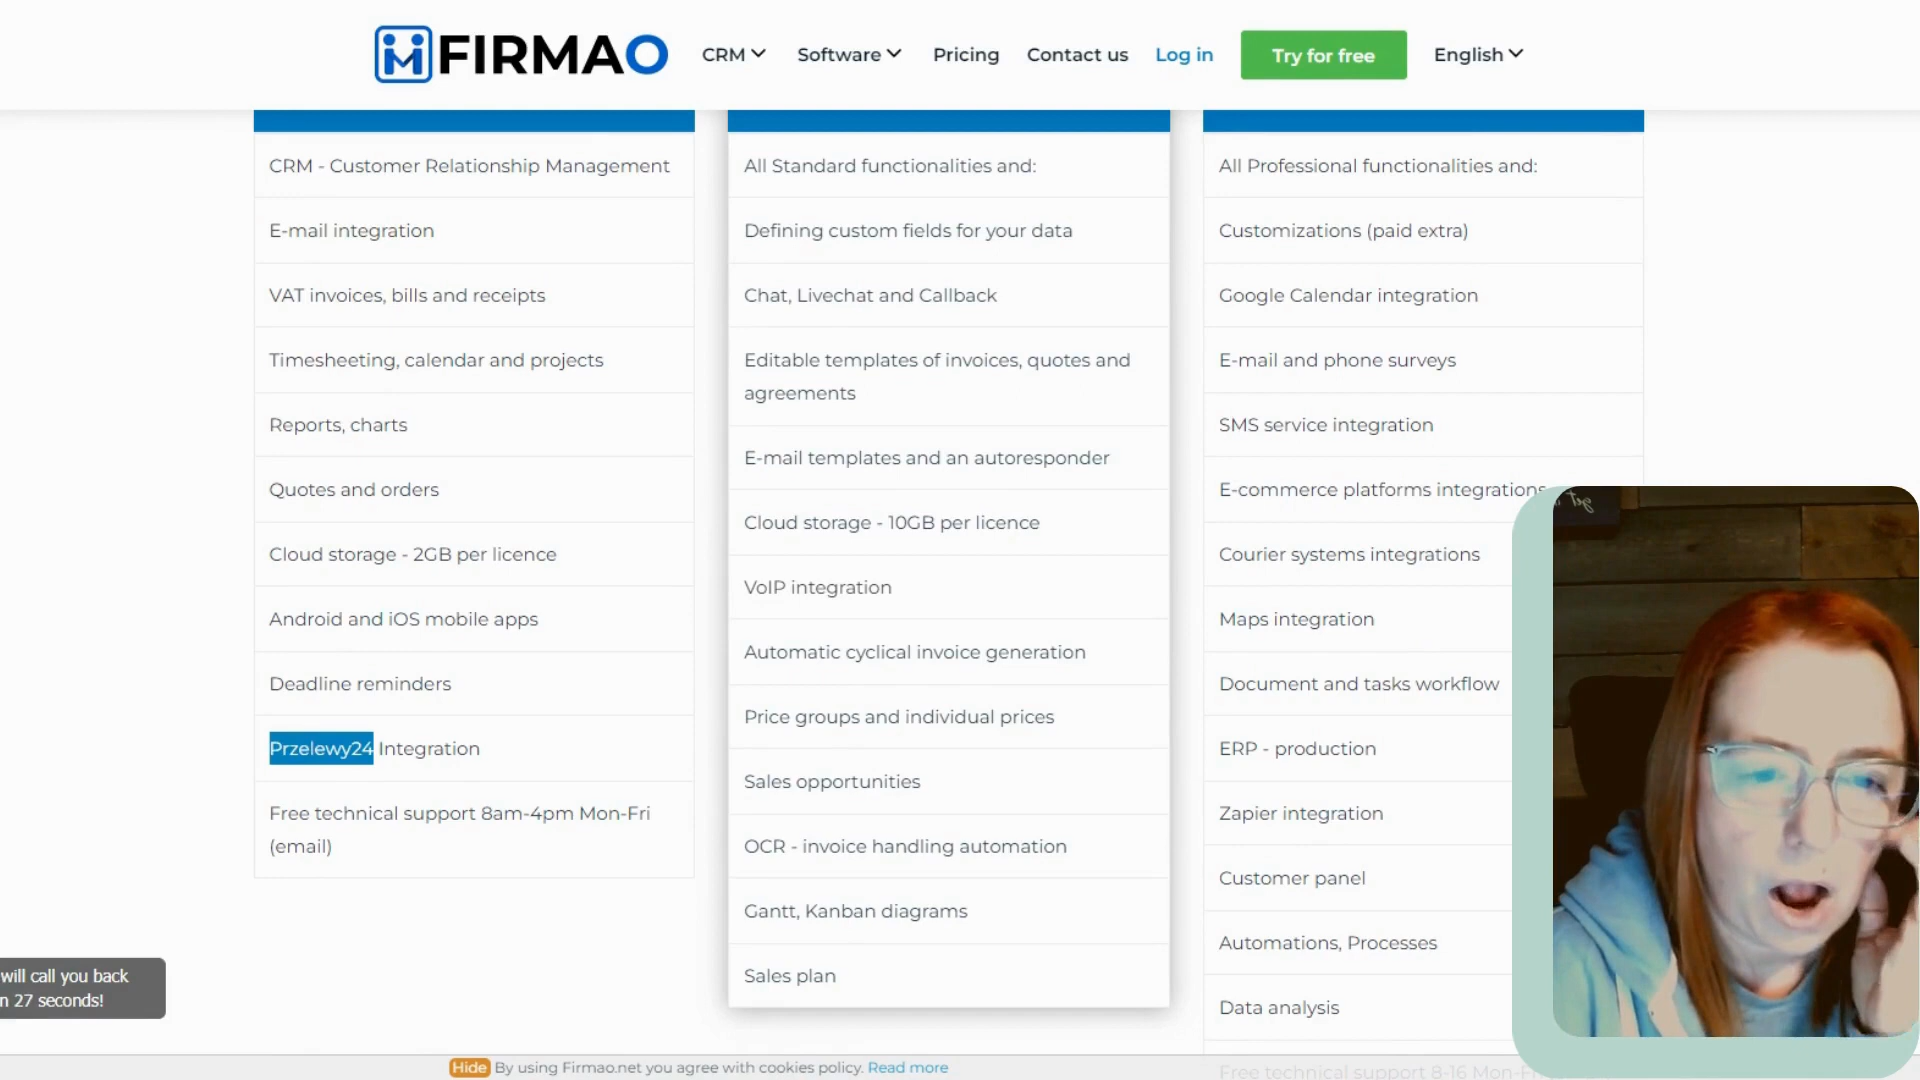 FIRMAO
CRM
Software
Pricing
Contact us
Log in
Try for free
English
CRM - Customer Relationship Management
E-mail integration
VAT invoices, bills and receipts
Timesheeting, calendar and projects
Reports, charts
Quotes and orders
Cloud storage - 2GB per licence
Android and iOS mobile apps
Deadline reminders
Przelewy24 Integration
Free technical support 8am-4pm Mon-Fri
(email)
All Standard functionalities and:
Defining custom fields for your data
Chat, Livechat and Callback
Editable templates of invoices, quotes and
agreements
E-mail templates and an autoresponder
Cloud storage - 10GB per licence
VoIP integration
Automatic cyclical invoice generation
Price groups and individual prices
Sales opportunities
OCR - invoice handling automation
Gantt, Kanban diagrams
Sales plan
All Professional functionalities and:
Customizations (paid extra)
Google Calendar integration
E-mail and phone surveys
SMS service integration
E-commerce platforms integrations
Courier systems integrations
Maps integration
Document and tasks workflow
ERP - production
Zapier integration
Customer panel
Automations, Processes
Data analysis
Free technical support 8-16 Mon-Fr
get
will call you back
n 27 seconds!
Hide By using Firmao.net you agree with cookies policy. Read more